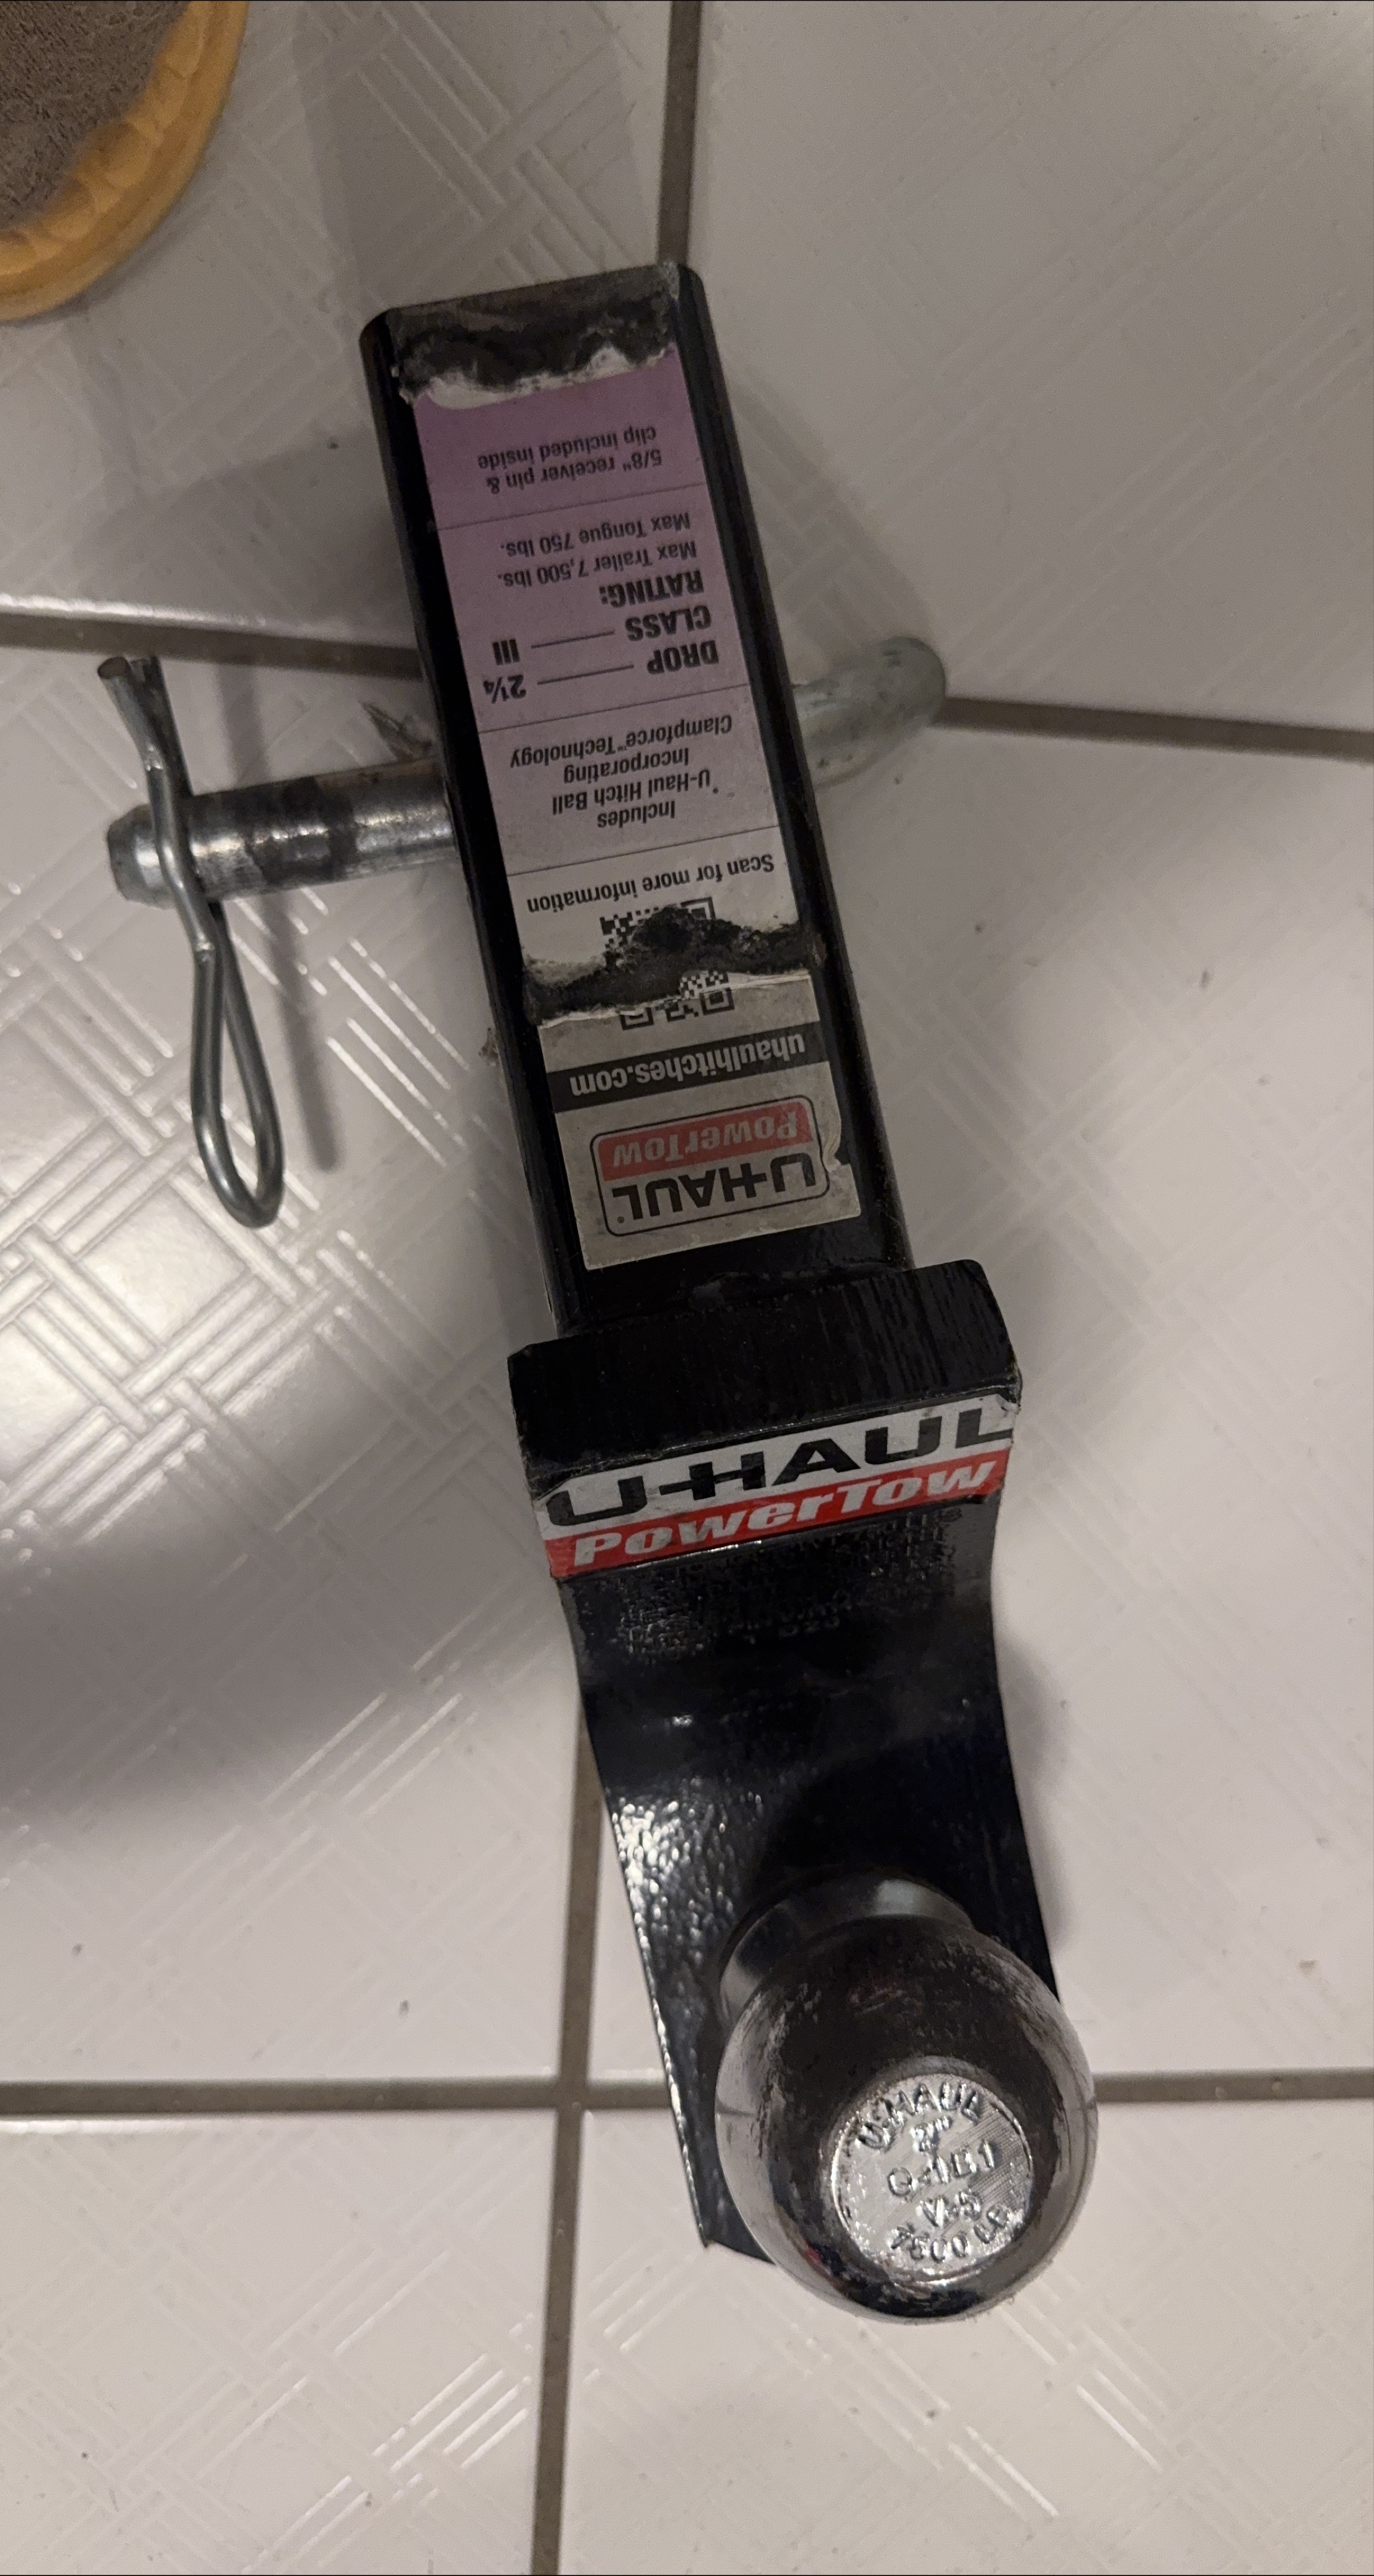 U-HAUL
PowerTow
uhaulhitches.com
Scan for more information
Includes
U-Haul Hitch Ball
Incorporating
Clampforce™ Technology
DROP 2¼
CLASS III
RATING:
Max Trailer 7,500 lbs.
Max Tongue 750 lbs.
5/8" receiver pin &
clip included inside
U-HAUL
PowerTow
U-HAUL
2"